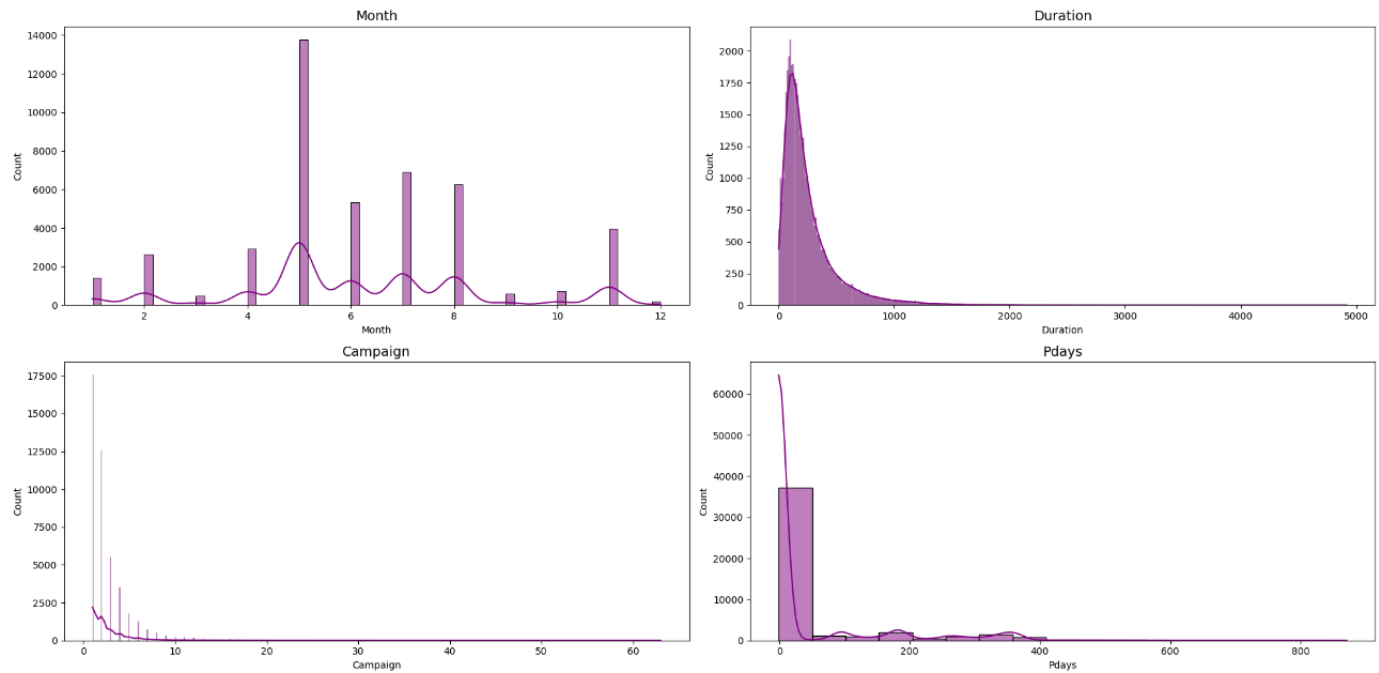 Month
14000
12000
10000
8000
6000
4000
2000
0
Count
2 4 6 8 10 12
Month
Duration
2000
1750
1500
1250
1000
750
500
250
0
Count
0 1000 2000 3000 4000 5000
Duration
Campaign
17500
15000
12500
10000
7500
5000
2500
0
Count
0 10 20 30 40 50 60
Campaign
Pdays
60000
50000
40000
30000
20000
10000
0
Count
0 200 400 600 800
Pdays